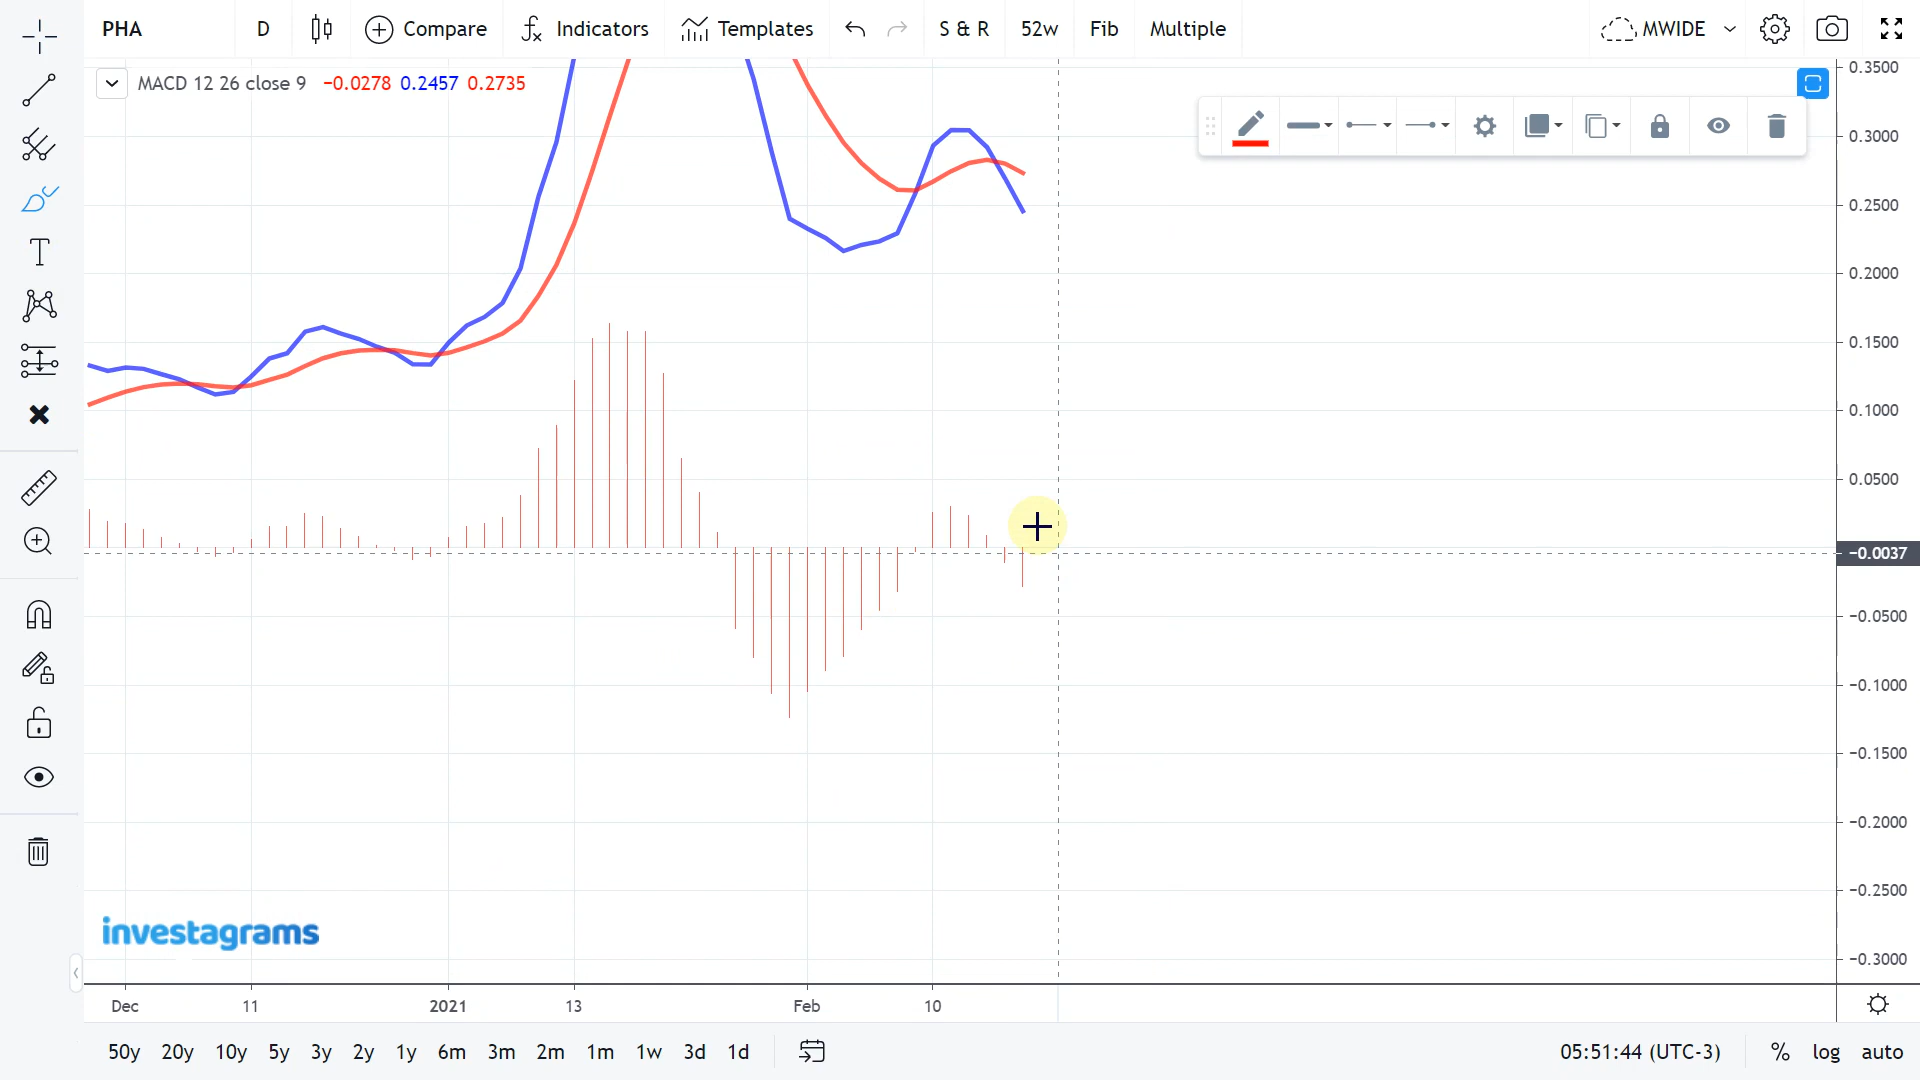 PHA D Compare Indicators Templates S & R 52w Fib Multiple MWIDE
MACD 12 26 close 9 −0.0278 0.2457 0.2735
0.3500
0.3000
0.2500
0.2000
0.1500
0.1000
0.0500
−0.0037
−0.0500
−0.1000
−0.1500
−0.2000
−0.2500
−0.3000
investagrams
Dec 11 2021 13 Feb 10
50y 20y 10y 5y 3y 2y 1y 6m 3m 2m 1m 1w 3d 1d 05:51:44 (UTC-3) % log auto